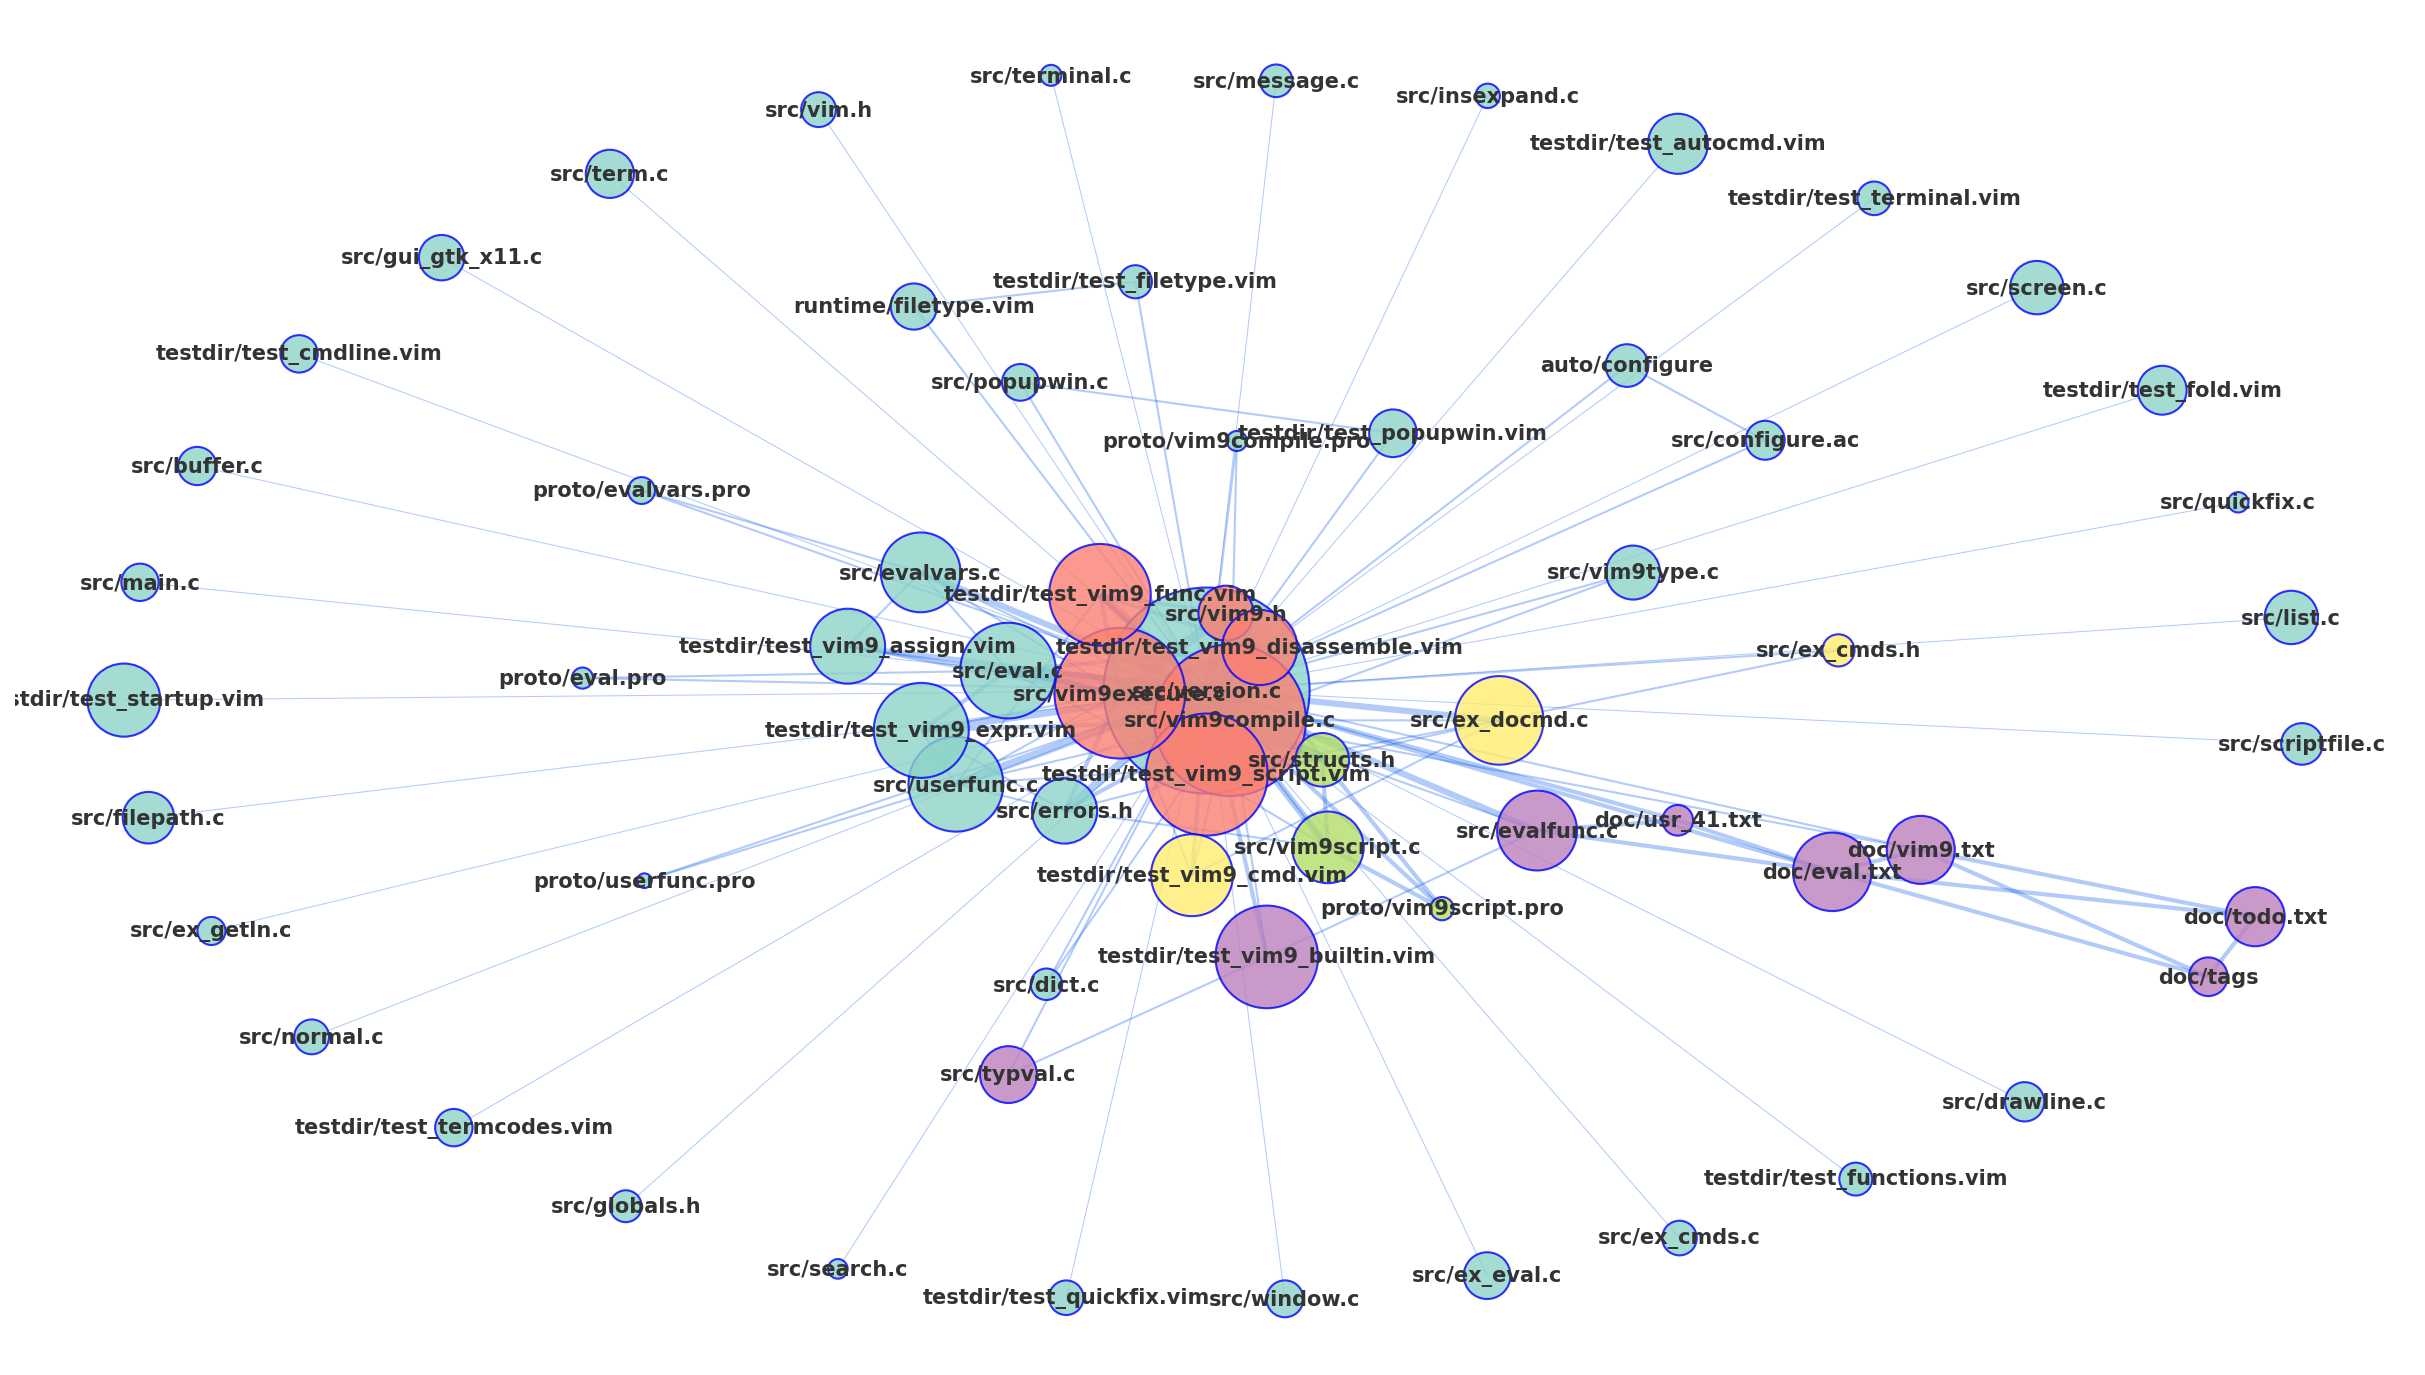 src/terminal.c
src/message.c
src/insexpand.c
src/vim.h
testdir/test_autocmd.vim
src/term.c
testdir/test_terminal.vim
src/gui_gtk_x11.c
testdir/test_filetype.vim
src/screen.c
runtime/filetype.vim
testdir/test_cmdline.vim
auto/configure
src/popupwin.c
testdir/test_fold.vim
testdir/test_popupwin.vim
proto/vim9compile.pro
src/configure.ac
src/buffer.c
proto/evalvars.pro
src/quickfix.c
src/evalvars.c
src/vim9type.c
src/main.c
testdir/test_vim9_func.vim
src/vim9.h
src/list.c
testdir/test_vim9_assign.vim
testdir/test_vim9_disassemble.vim
src/ex_cmds.h
src/eval.c
proto/eval.pro
src/vim9execute.c
src/version.c
stdir/test_startup.vim
src/vim9compile.c
src/ex_docmd.c
testdir/test_vim9_expr.vim
src/scriptfile.c
src/structs.h
testdir/test_vim9_script.vim
src/userfunc.c
src/errors.h
src/filepath.c
doc/usr_41.txt
src/evalfunc.c
src/vim9script.c
doc/vim9.txt
doc/eval.txt
testdir/test_vim9_cmd.vim
proto/userfunc.pro
proto/vim9script.pro
doc/todo.txt
src/ex_getln.c
testdir/test_vim9_builtin.vim
doc/tags
src/dict.c
src/normal.c
src/typval.c
src/drawline.c
testdir/test_termcodes.vim
testdir/test_functions.vim
src/globals.h
src/ex_cmds.c
src/search.c
src/ex_eval.c
testdir/test_quickfix.vim
src/window.c